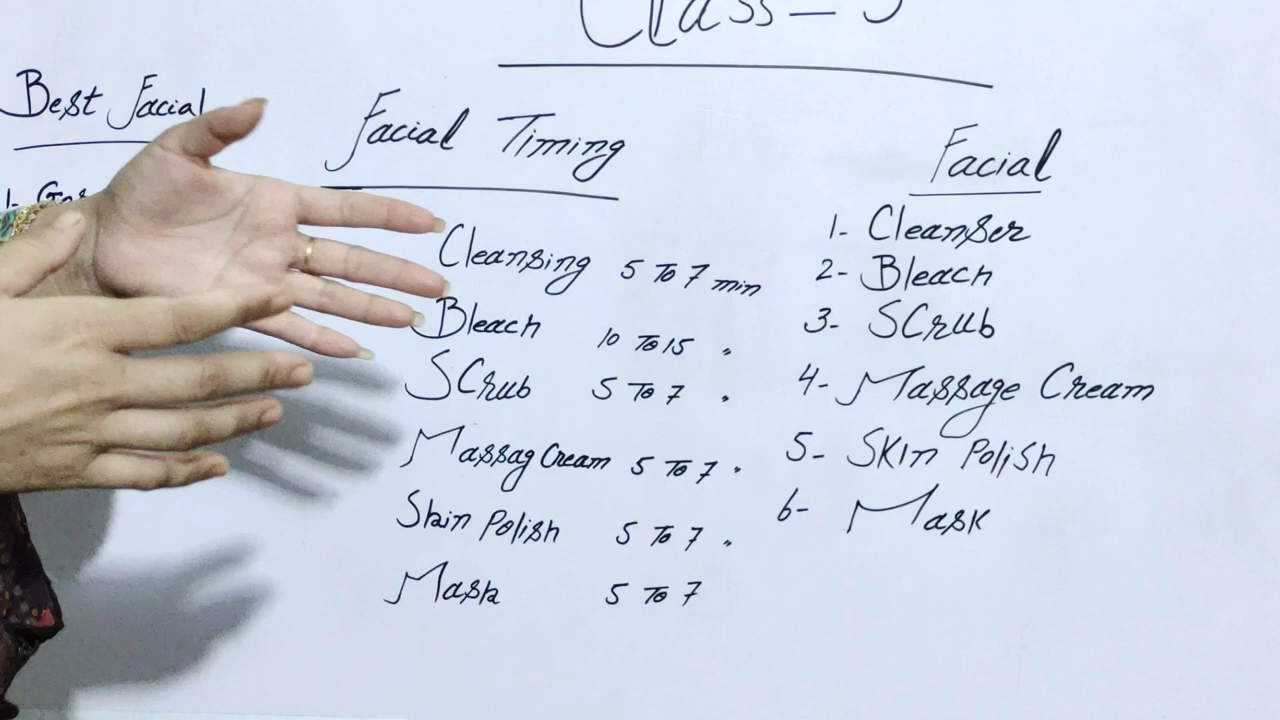 Class - 5
Best Facial
Facial Timing
Cleansing 5 To 7 min
Bleach 10 To 15 "
SCrub 5 To 7 "
Massag Cream 5 To 7 "
Skin Polish 5 To 7 "
Mask 5 To 7
Facial
1- Cleanser
2- Bleach
3- SCrub
4- Massage Cream
5- SKin Polish
6- Mask